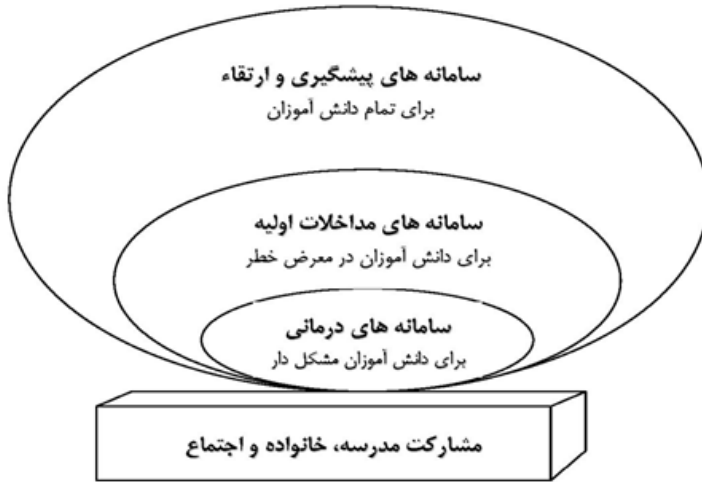 سامانه های پیشگیری و ارتقاء
برای تمام دانش آموزان
سامانه های مداخلات اولیه
برای دانش آموزان در معرض خطر
سامانه های درمانی
برای دانش آموزان مشکل دار
مشارکت مدرسه، خانواده و اجتماع